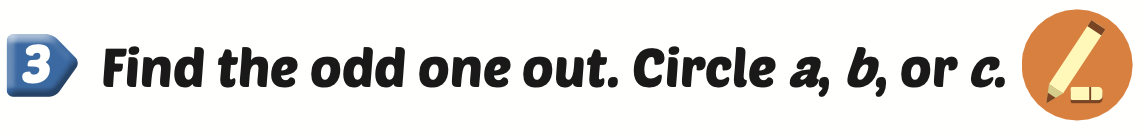 3 Find the odd one out. Circle a, b, or c.